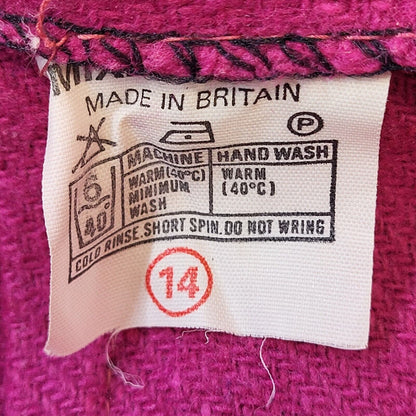 MADE IN BRITAIN
P
6
40
MACHINE HAND WASH
WARM(40°C) WARM
MINIMUM (40°C)
WASH
COLD RINSE SHORT SPIN. DO NOT WRING
14